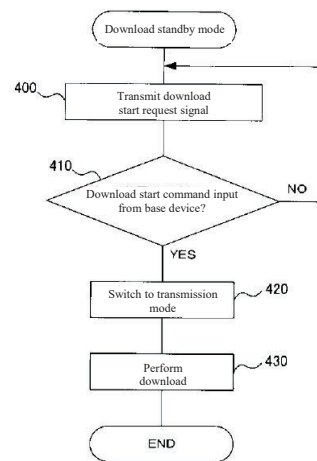 Download standby mode
400
Transmit download
start request signal
410
Download start command input
from base device?
NO
YES
Switch to transmission
mode
420
Perform
download
430
END